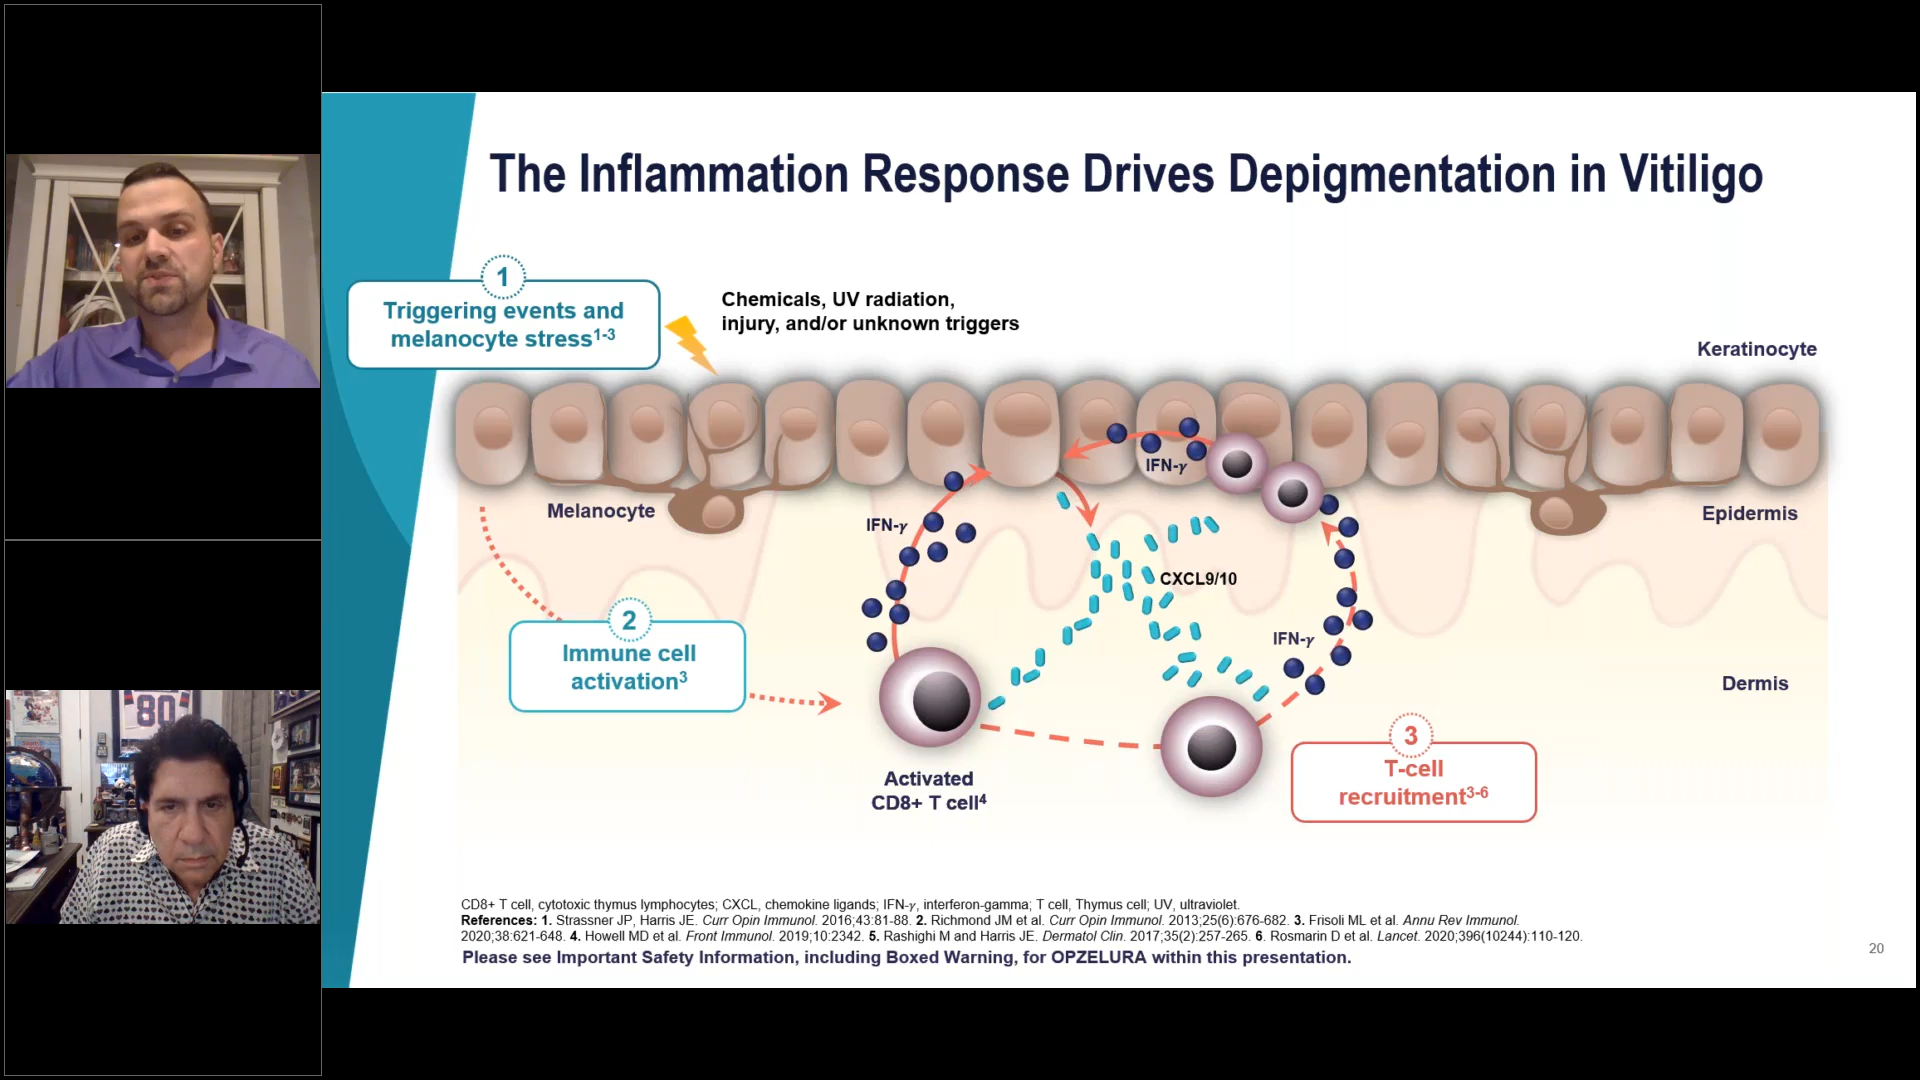 80
The Inflammation Response Drives Depigmentation in Vitiligo
1
Triggering events and
melanocyte stress1-3
Chemicals, UV radiation,
injury, and/or unknown triggers
Keratinocyte
IFN-γ
Melanocyte
IFN-γ
Epidermis
CXCL9/10
2
Immune cell
activation3
IFN-γ
Dermis
3
T-cell
recruitment3-6
Activated
CD8+ T cell4
CD8+ T cell, cytotoxic thymus lymphocytes; CXCL, chemokine ligands; IFN-γ, interferon-gamma; T cell, Thymus cell; UV, ultraviolet.
References: 1. Strassner JP, Harris JE. Curr Opin Immunol. 2016;43:81-88. 2. Richmond JM et al. Curr Opin Immunol. 2013;25(6):676-682. 3. Frisoli ML et al. Annu Rev Immunol.
2020;38:621-648. 4. Howell MD et al. Front Immunol. 2019;10:2342. 5. Rashighi M and Harris JE. Dermatol Clin. 2017;35(2):257-265. 6. Rosmarin D et al. Lancet. 2020;396(10244):110-120.
Please see Important Safety Information, including Boxed Warning, for OPZELURA within this presentation.
20